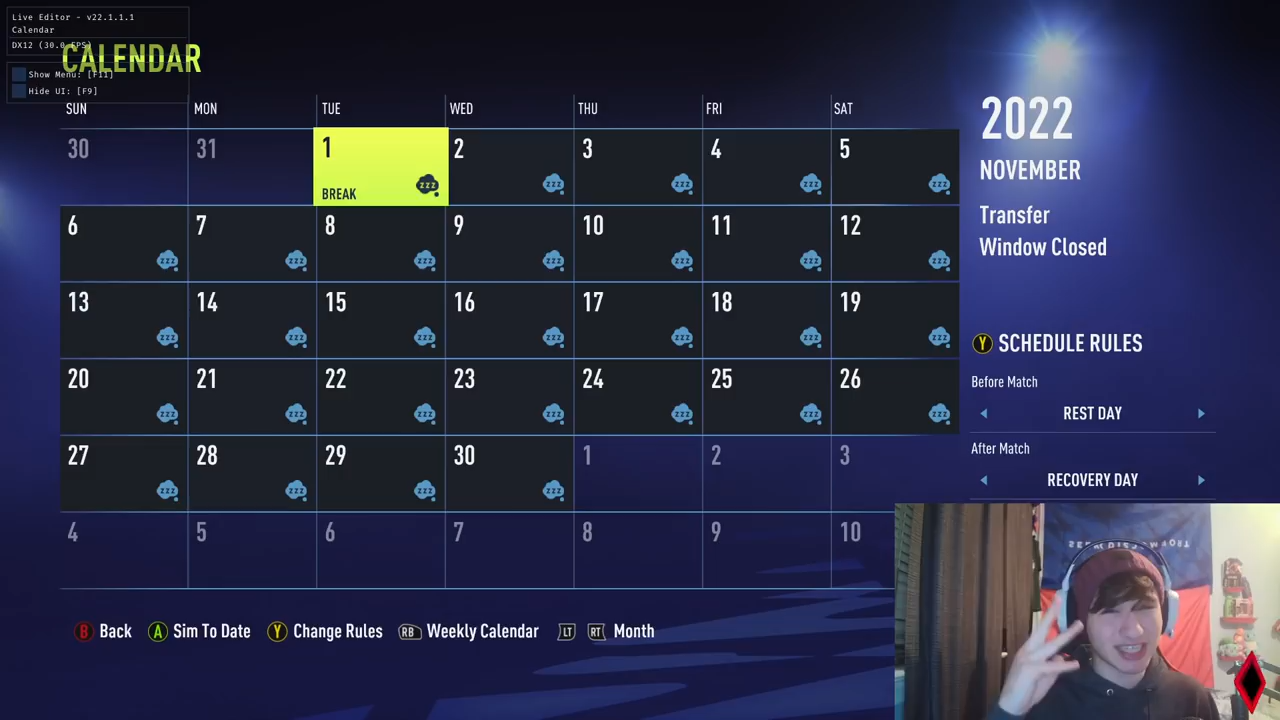 Live Editor - v22.1.1.1
Calendar
DX12 (30.0 FPS)
CALENDAR
Show Menu: [F11]
Hide UI: [F9]
SUN MON TUE WED THU FRI SAT
30 31 1 2 3 4 5
BREAK
6 7 8 9 10 11 12
13 14 15 16 17 18 19
20 21 22 23 24 25 26
27 28 29 30 1 2 3
4 5 6 7 8 9 10
2022
NOVEMBER
Transfer
Window Closed
Y SCHEDULE RULES
Before Match
REST DAY
After Match
RECOVERY DAY
B Back A Sim To Date Y Change Rules RB Weekly Calendar LT RT Month